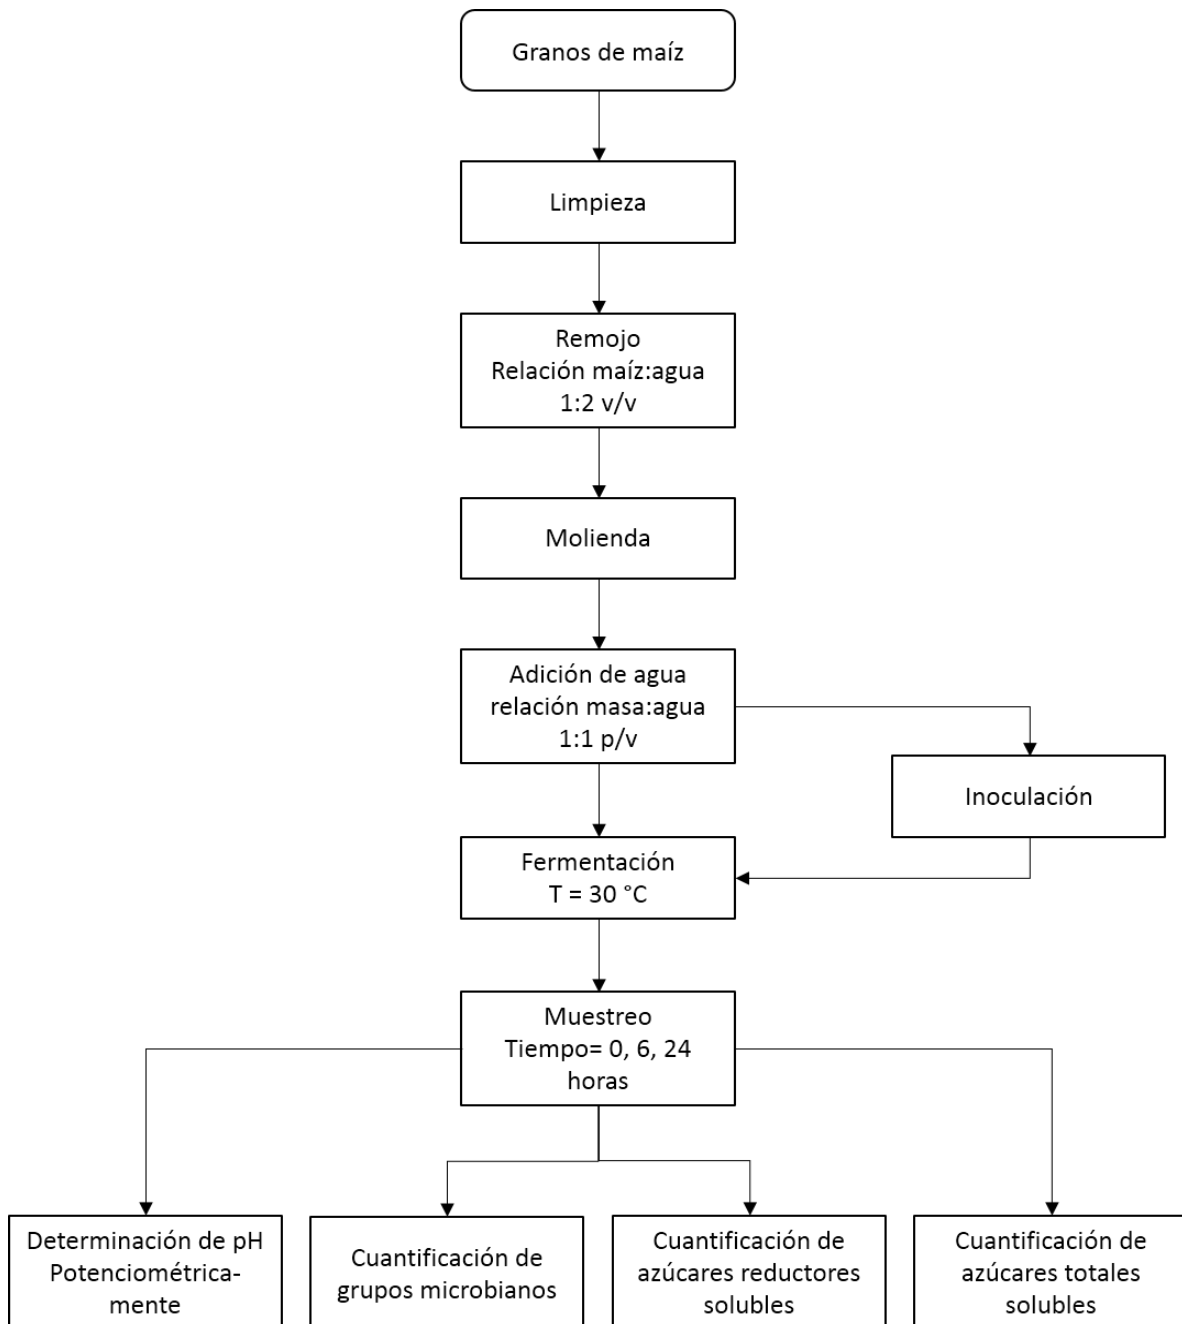 Granos de maíz
Limpieza
Remojo
Relación maíz:agua
1:2 v/v
Molienda
Adición de agua
relación masa:agua
1:1 p/v
Inoculación
Fermentación
T = 30 °C
Muestreo
Tiempo= 0, 6, 24
horas
Determinación de pH
Potenciométrica-
mente
Cuantificación de
grupos microbianos
Cuantificación de
azúcares reductores
solubles
Cuantificación de
azúcares totales
solubles